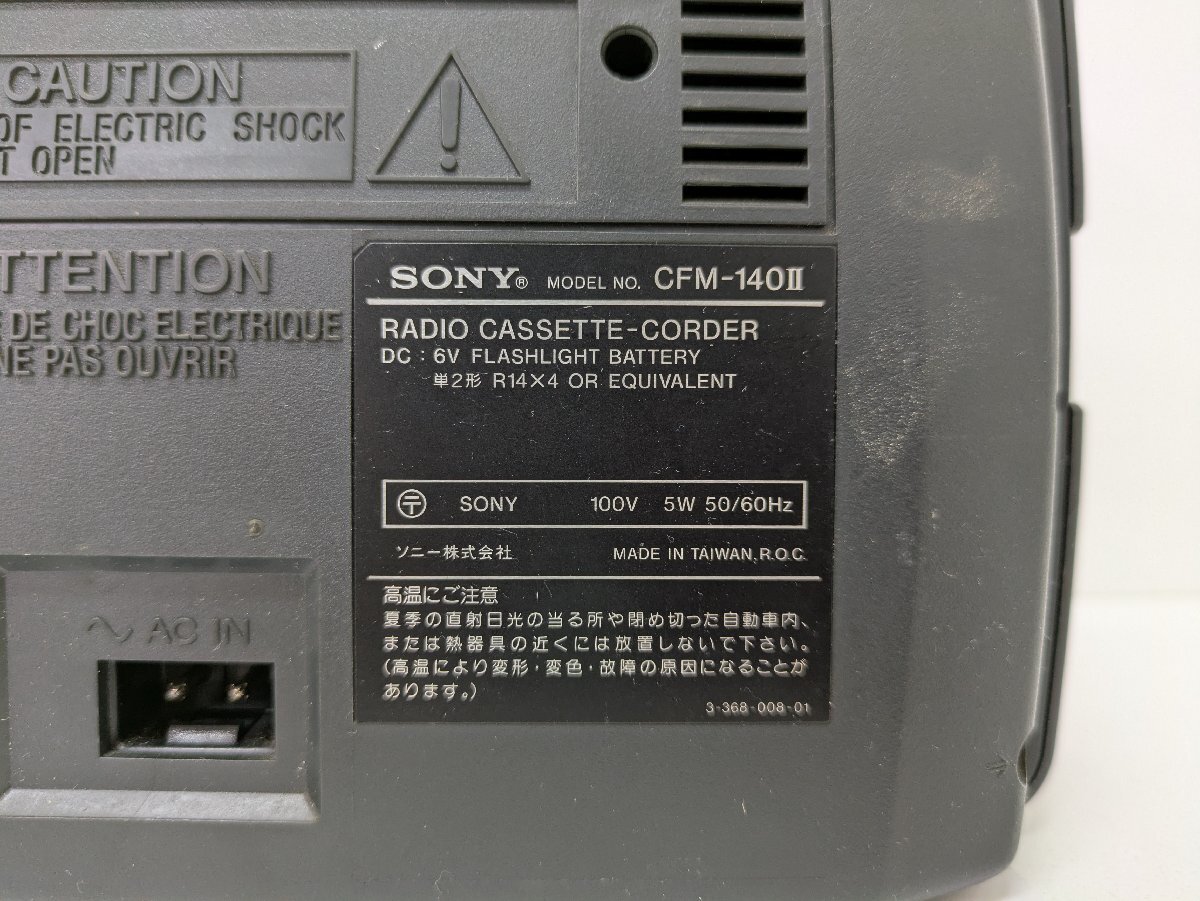 CAUTION
OF ELECTRIC SHOCK
T OPEN
TTENTION
E DE CHOC ELECTRIQUE
NE PAS OUVRIR
SONY® MODEL NO. CFM-140II
RADIO CASSETTE-CORDER
DC : 6V FLASHLIGHT BATTERY
単2形 R14×4 OR EQUIVALENT
〒 SONY 100V 5W 50/60Hz
ソニー株式会社 MADE IN TAIWAN,R.O.C
高温にご注意
夏季の直射日光の当る所や閉め切った自動車内、
または熱器具の近くには放置しないで下さい。
(高温により変形・変色・故障の原因になることが
あります。)
3-368-008-01
AC IN